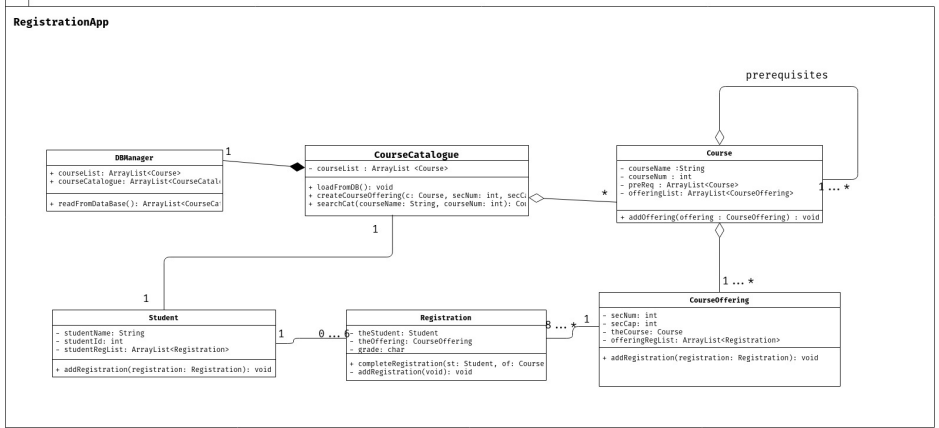 RegistrationApp
prerequisites
DBManager
+ courseList: ArrayList<Course>
+ courseCatalogue: ArrayList<CourseCatal
+ readFromDataBase(): ArrayList<CourseCa
1
CourseCatalogue
- courseList : ArrayList <Course>
+ loadFromDB(): void
+ createCourseOffering(c: Course, secNum: int, secC
+ searchCat(courseName: String, courseNum: int): Co
*
Course
- courseName :String
- courseNum : int
- preReq : ArrayList<Course>
- offeringList: ArrayList<CourseOffering>
+ addOffering(offering : CourseOffering) : void
1...*
1
1
1...*
Student
- studentName: String
- studentId: int
- studentRegList: ArrayList<Registration>
+ addRegistration(registration: Registration): void
1
0...6
Registration
- theStudent: Student
- theOffering: CourseOffering
- grade: char
+ completeRegistration(st: Student, of: Course
- addRegistration(void): void
8...*
1
CourseOffering
- secNum: int
- secCap: int
- theCourse: Course
- offeringRegList: ArrayList<Registration>
+ addRegistration(registration: Registration): void